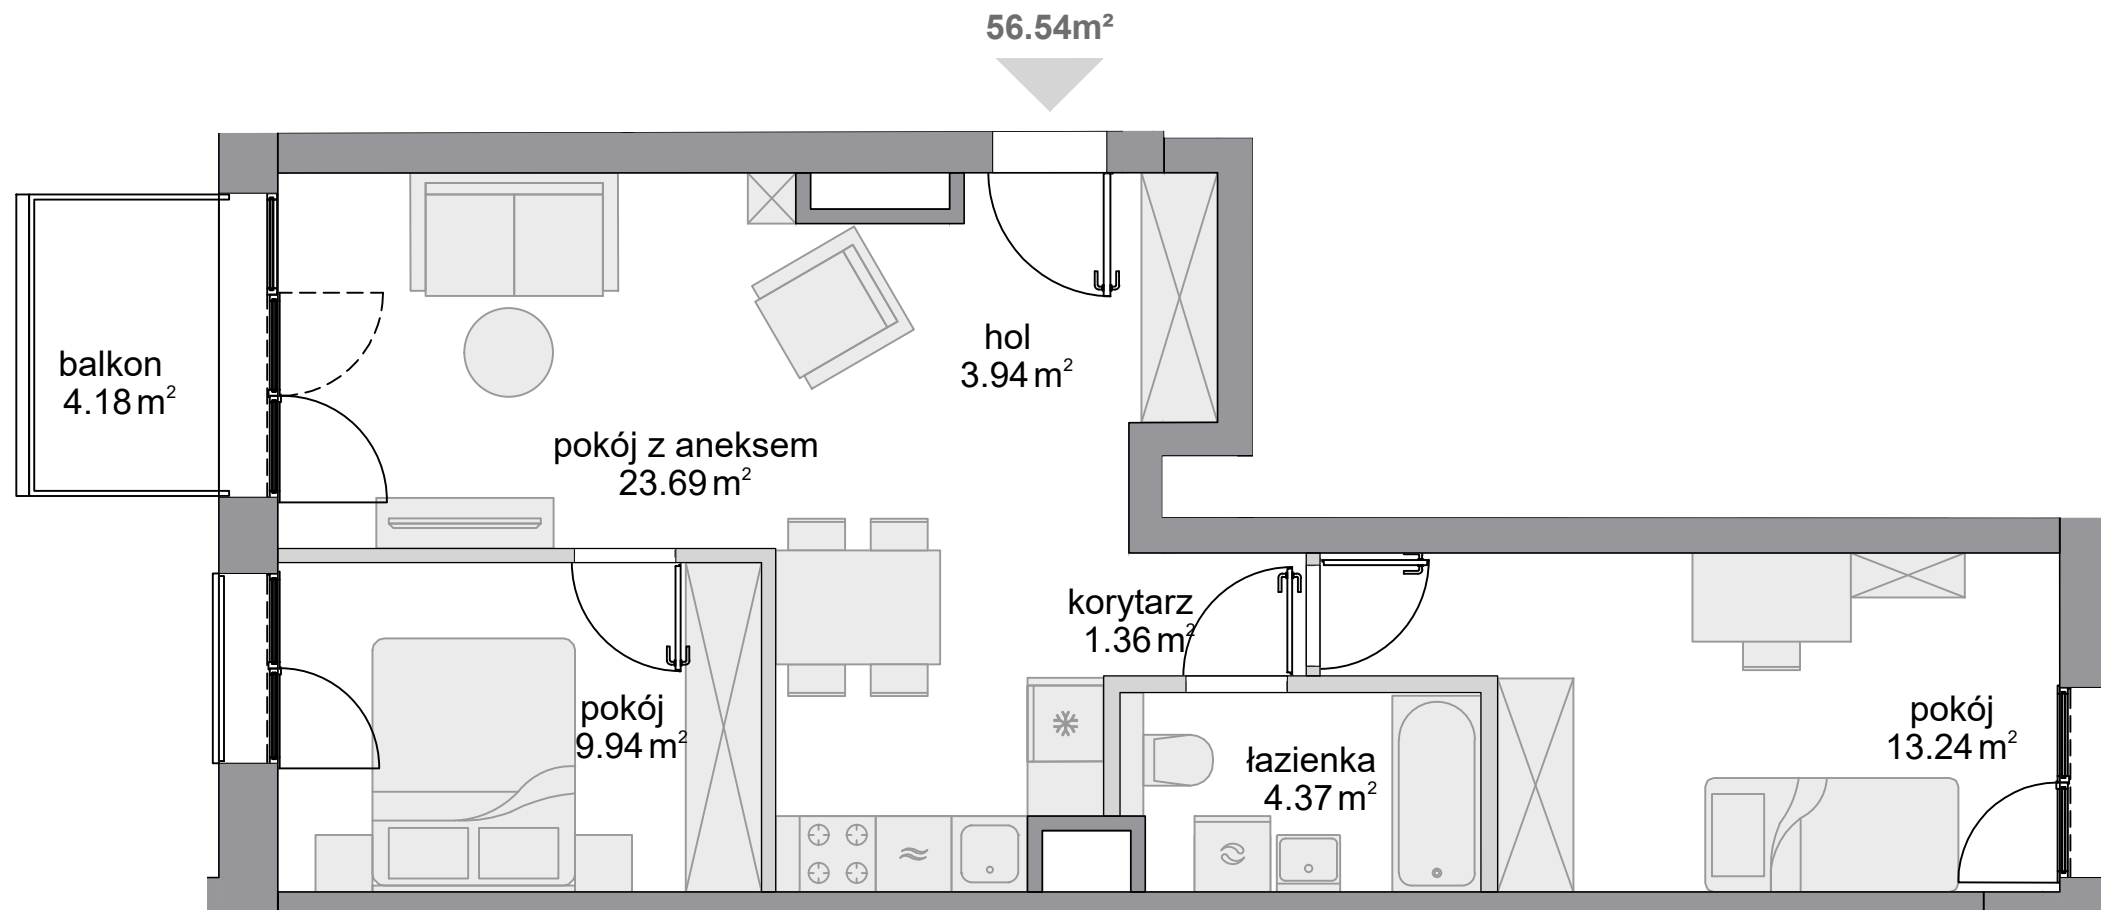 56.54m²
hol
3.94 m²
balkon
4.18 m²
pokój z aneksem
23.69 m²
korytarz
1.36 m²
pokój
9.94 m²
łazienka
4.37 m²
pokój
13.24 m²